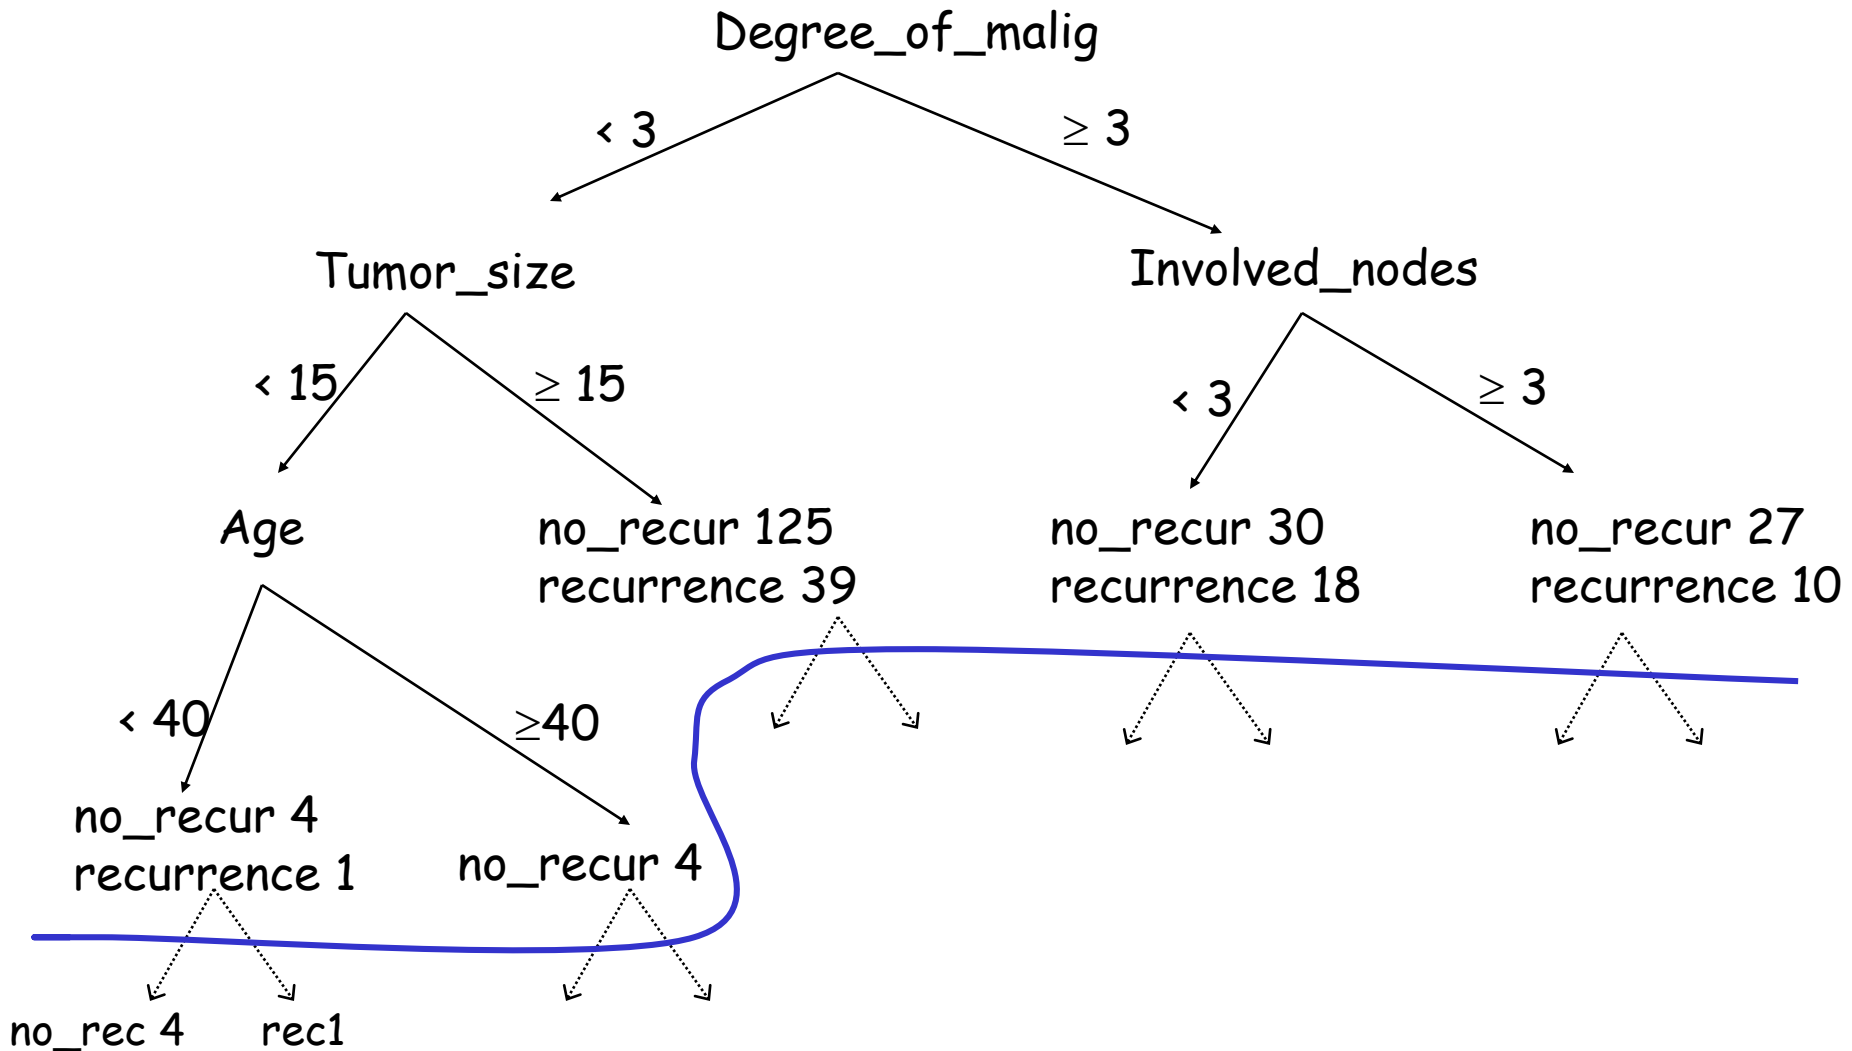 Degree_of_malig
< 3
≥ 3
Tumor_size
Involved_nodes
< 15
≥ 15
< 3
≥ 3
Age
no_recur 125
recurrence 39
no_recur 30
recurrence 18
no_recur 27
recurrence 10
< 40
≥40
no_recur 4
recurrence 1
no_recur 4
no_rec 4
rec1